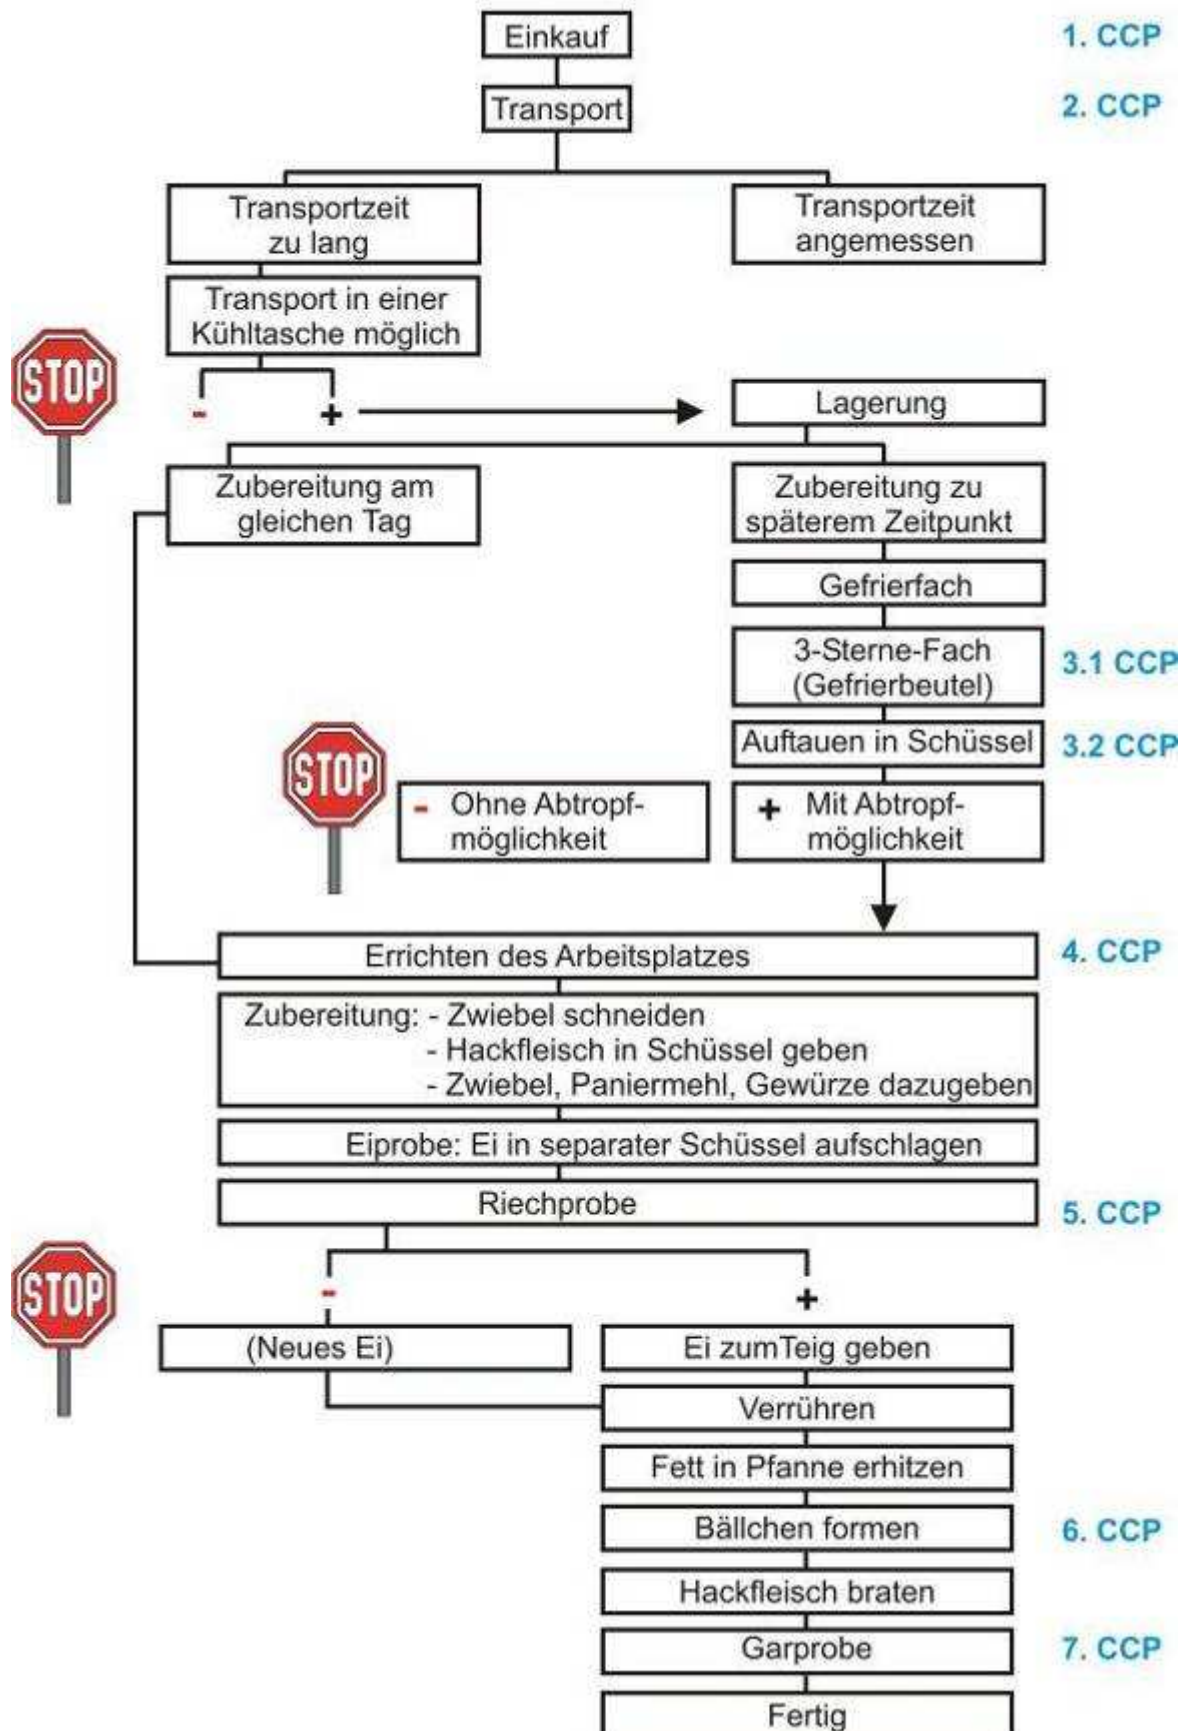 Einkauf
1. CCP
Transport
2. CCP
Transportzeit
zu lang
Transportzeit
angemessen
Transport in einer
Kühltasche möglich
STOP
-
+
Lagerung
Zubereitung am
gleichen Tag
Zubereitung zu
späterem Zeitpunkt
Gefrierfach
3-Sterne-Fach
(Gefrierbeutel)
3.1 CCP
Auftauen in Schüssel
3.2 CCP
STOP
- Ohne Abtropf-
möglichkeit
+ Mit Abtropf-
möglichkeit
Errichten des Arbeitsplatzes
4. CCP
Zubereitung: - Zwiebel schneiden
- Hackfleisch in Schüssel geben
- Zwiebel, Paniermehl, Gewürze dazugeben
Eiprobe: Ei in separater Schüssel aufschlagen
Riechprobe
5. CCP
STOP
-
+
(Neues Ei)
Ei zumTeig geben
Verrühren
Fett in Pfanne erhitzen
Bällchen formen
6. CCP
Hackfleisch braten
Garprobe
7. CCP
Fertig